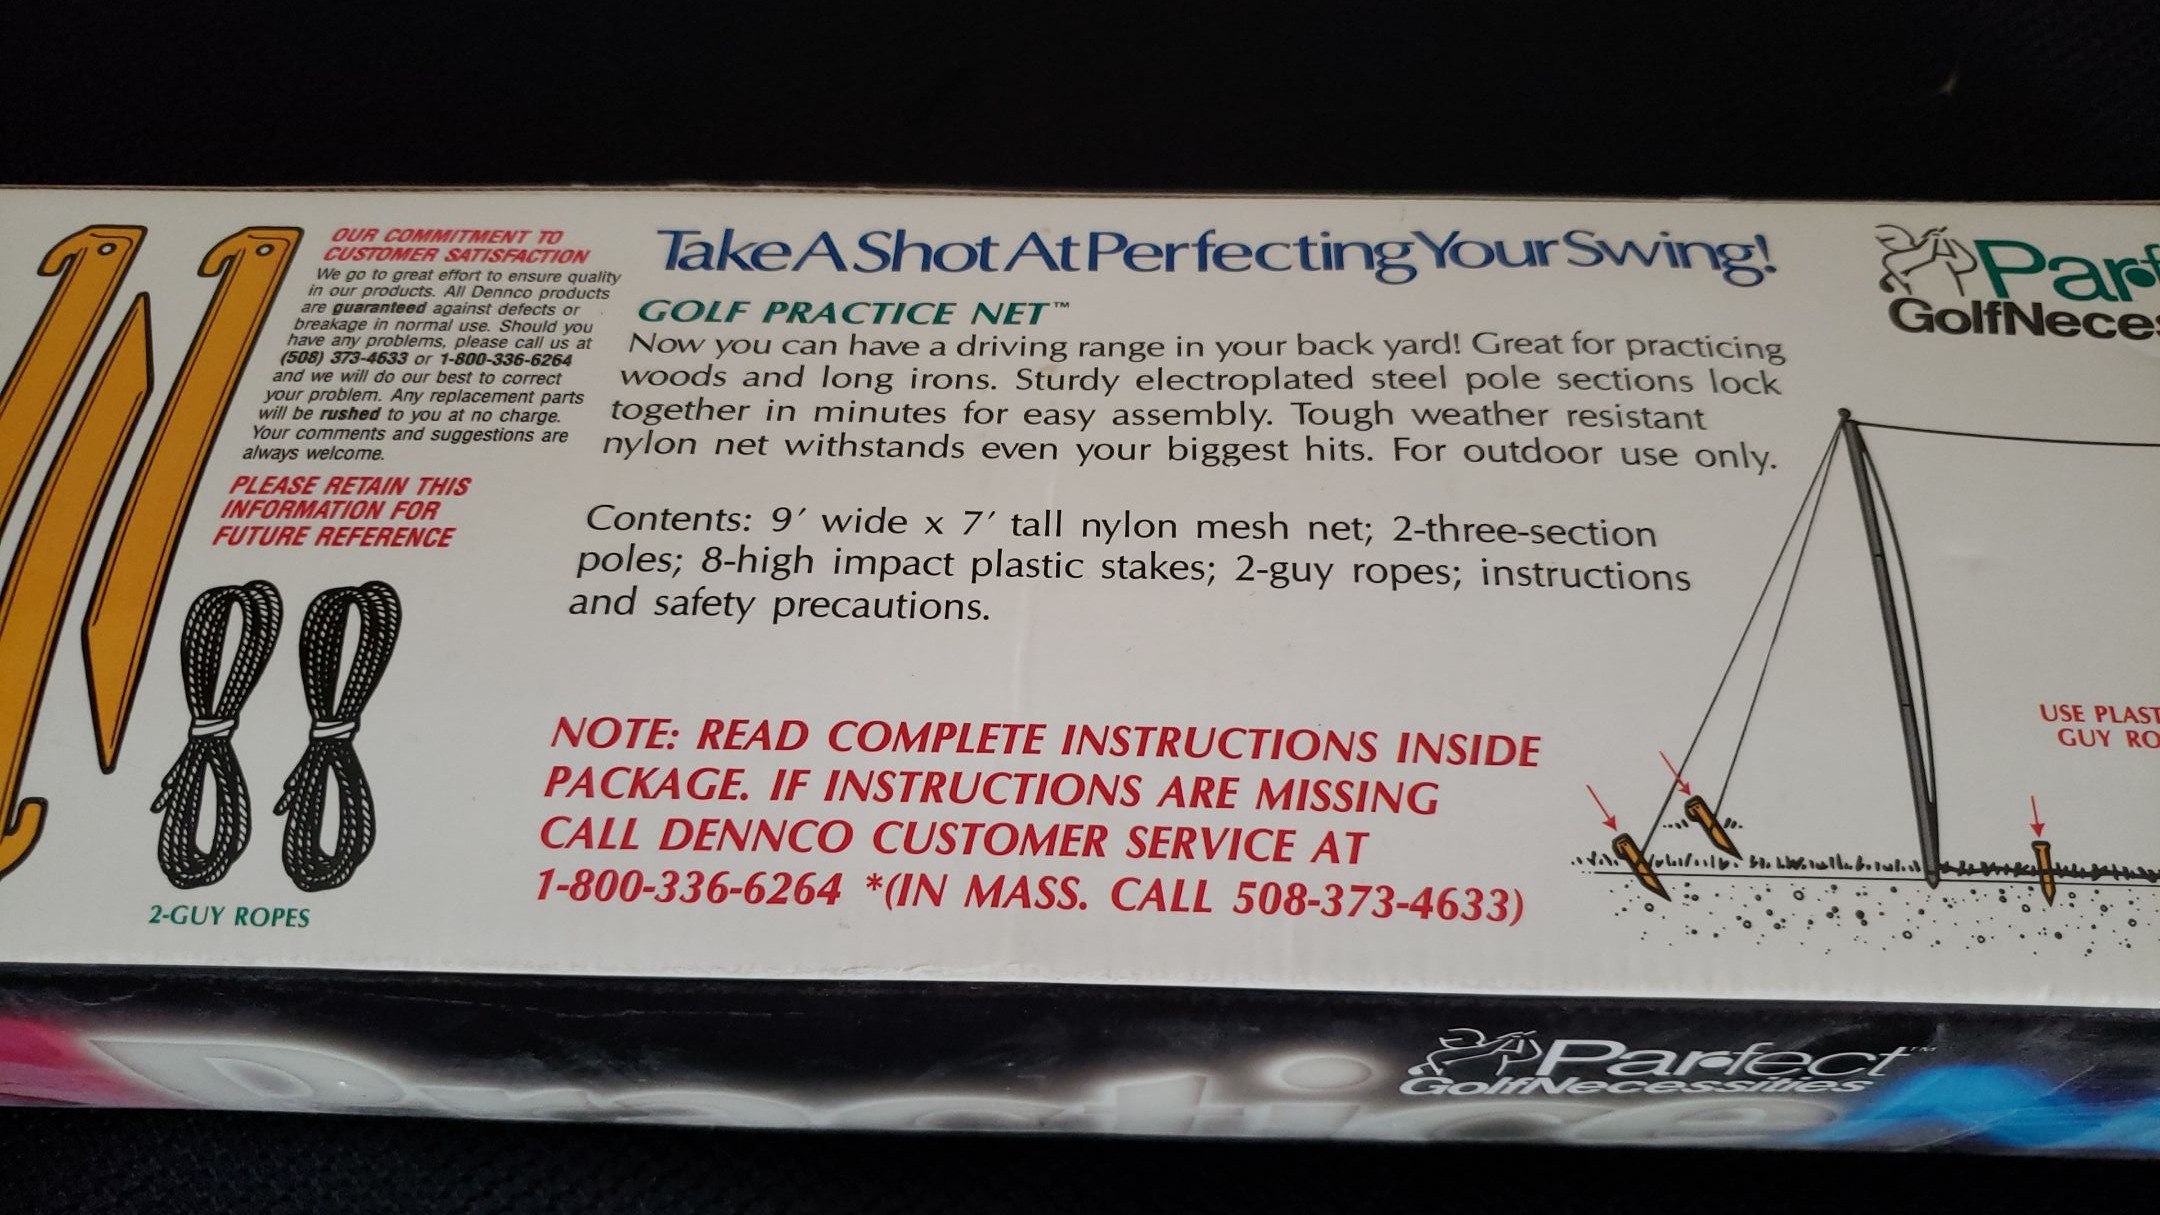 OUR COMMITMENT TO
CUSTOMER SATISFACTION
We go to great effort to ensure quality
in our products. All Dennco products
are guaranteed against defects or
breakage in normal use. Should you
have any problems, please call us at
(508) 373-4633 or 1-800-336-6264
and we will do our best to correct
your problem. Any replacement parts
will be rushed to you at no charge.
Your comments and suggestions are
always welcome.
PLEASE RETAIN THIS
INFORMATION FOR
FUTURE REFERENCE
2-GUY ROPES
Take A Shot At Perfecting Your Swing!
GOLF PRACTICE NET™
Now you can have a driving range in your back yard! Great for practicing
woods and long irons. Sturdy electroplated steel pole sections lock
together in minutes for easy assembly. Tough weather resistant
nylon net withstands even your biggest hits. For outdoor use only.
Contents: 9′ wide x 7′ tall nylon mesh net; 2-three-section
poles; 8-high impact plastic stakes; 2-guy ropes; instructions
and safety precautions.
NOTE: READ COMPLETE INSTRUCTIONS INSIDE
PACKAGE. IF INSTRUCTIONS ARE MISSING
CALL DENNCO CUSTOMER SERVICE AT
1-800-336-6264 *(IN MASS. CALL 508-373-4633)
Parf
GolfNeces
USE PLAST
GUY RO
Practice
Parfect™
GolfNecessities